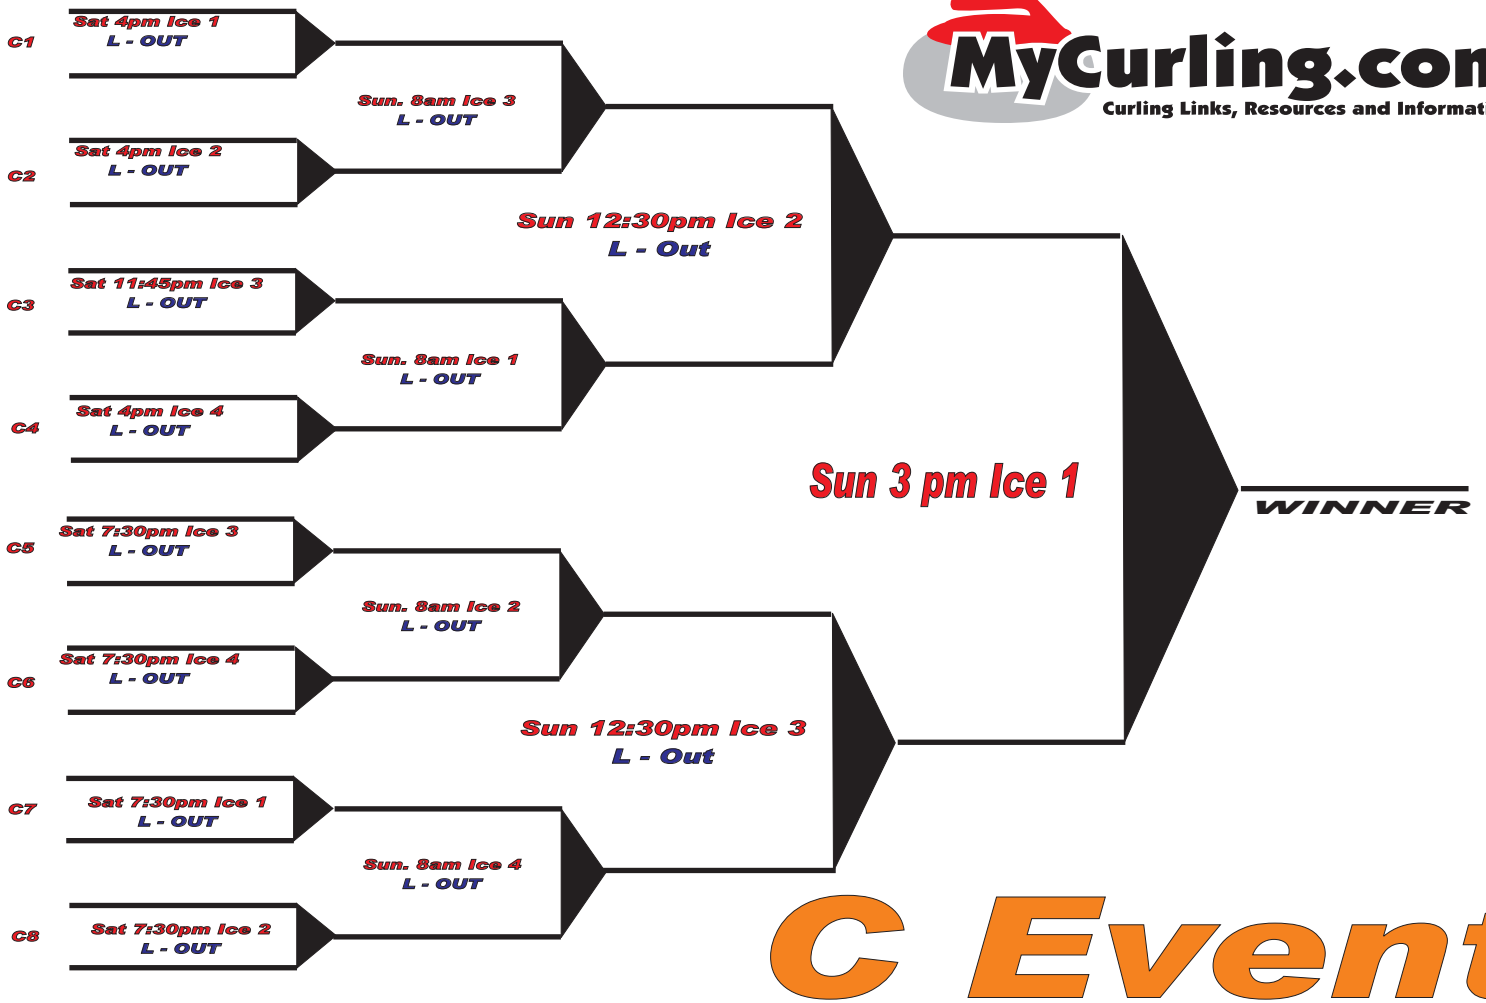 MyCurling.com
Curling Links, Resources and Informati
C1
Sat 4pm Ice 1
L - OUT
Sun. 8am Ice 3
L - OUT
C2
Sat 4pm Ice 2
L - OUT
Sun 12:30pm Ice 2
L - Out
C3
Sat 11:45pm Ice 3
L - OUT
Sun. 8am Ice 1
L - OUT
C4
Sat 4pm Ice 4
L - OUT
Sun 3 pm Ice 1
WINNER
C5
Sat 7:30pm Ice 3
L - OUT
Sun. 8am Ice 2
L - OUT
C6
Sat 7:30pm Ice 4
L - OUT
Sun 12:30pm Ice 3
L - Out
C7
Sat 7:30pm Ice 1
L - OUT
Sun. 8am Ice 4
L - OUT
C8
Sat 7:30pm Ice 2
L - OUT
C Event